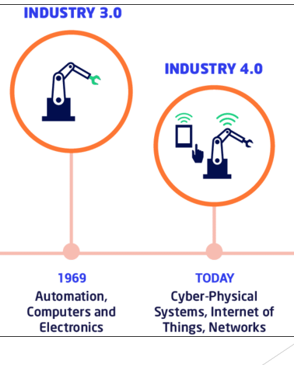 INDUSTRY 3.0
INDUSTRY 4.0
1969
Automation,
Computers and
Electronics
TODAY
Cyber-Physical
Systems, Internet of
Things, Networks